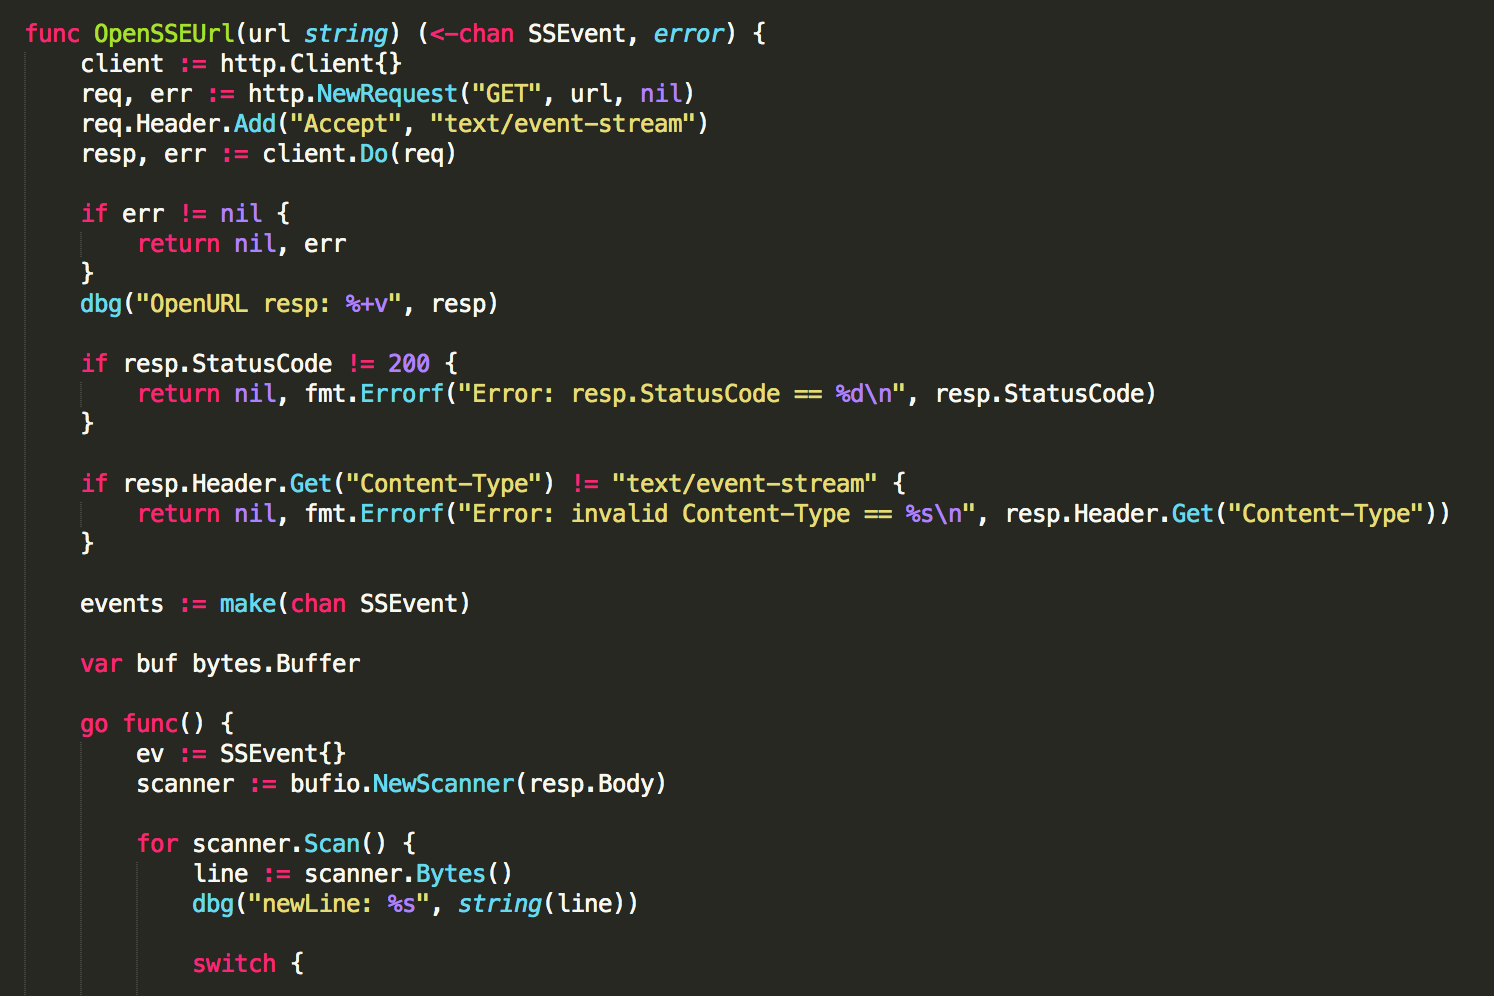 func OpenSSEUrl(url string) (<-chan SSEvent, error) {
    client := http.Client{}
    req, err := http.NewRequest("GET", url, nil)
    req.Header.Add("Accept", "text/event-stream")
    resp, err := client.Do(req)

    if err != nil {
        return nil, err
    }
    dbg("OpenURL resp: %+v", resp)

    if resp.StatusCode != 200 {
        return nil, fmt.Errorf("Error: resp.StatusCode == %d\n", resp.StatusCode)
    }

    if resp.Header.Get("Content-Type") != "text/event-stream" {
        return nil, fmt.Errorf("Error: invalid Content-Type == %s\n", resp.Header.Get("Content-Type"))
    }

    events := make(chan SSEvent)

    var buf bytes.Buffer

    go func() {
        ev := SSEvent{}
        scanner := bufio.NewScanner(resp.Body)

        for scanner.Scan() {
            line := scanner.Bytes()
            dbg("newLine: %s", string(line))

            switch {